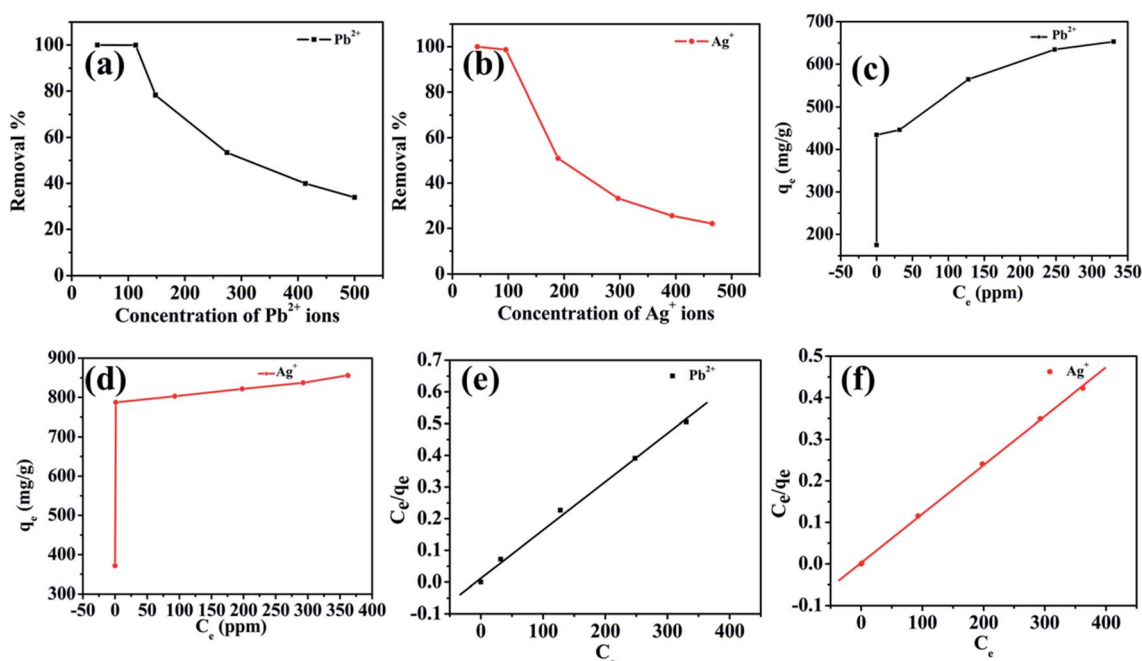 (a)
Pb²⁺
Removal %
100
80
60
40
20
0
0 100 200 300 400 500
Concentration of Pb²⁺ ions
(b)
Ag⁺
Removal %
100
80
60
40
20
0
0 100 200 300 400 500
Concentration of Ag⁺ ions
(c)
Pb²⁺
qₑ (mg/g)
700
600
500
400
300
200
-50 0 50 100 150 200 250 300 350
Cₑ (ppm)
(d)
Ag⁺
qₑ (mg/g)
900
800
700
600
500
400
300
-50 0 50 100 150 200 250 300 350 400
Cₑ (ppm)
(e)
Pb²⁺
Ce/qe
0.7
0.6
0.5
0.4
0.3
0.2
0.1
0.0
-0.1
0 100 200 300 400
Cₑ
(f)
Ag⁺
Ce/qe
0.5
0.4
0.3
0.2
0.1
0.0
-0.1
0 100 200 300 400
Cₑ